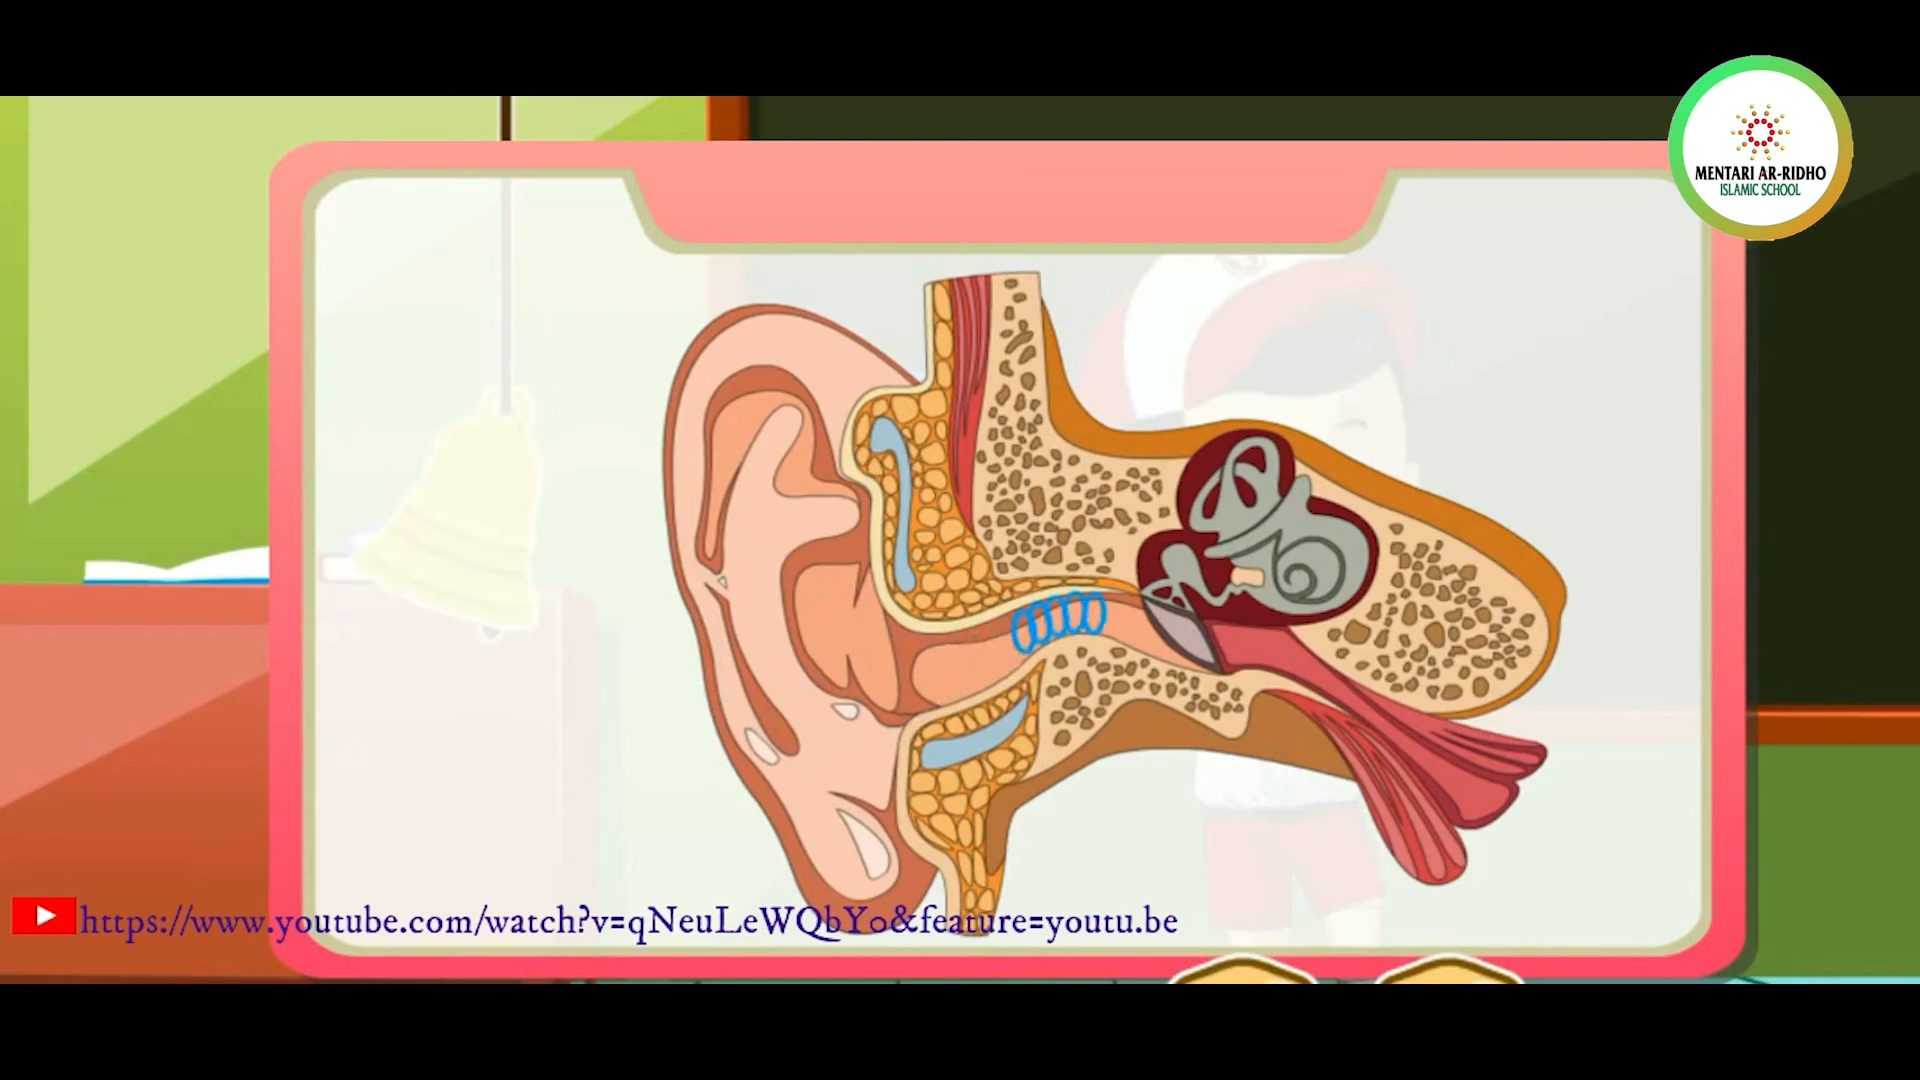 MENTARI AR-RIDHO
ISLAMIC SCHOOL
https://www.youtube.com/watch?v=qNeuLeWQbYo&feature=youtu.be